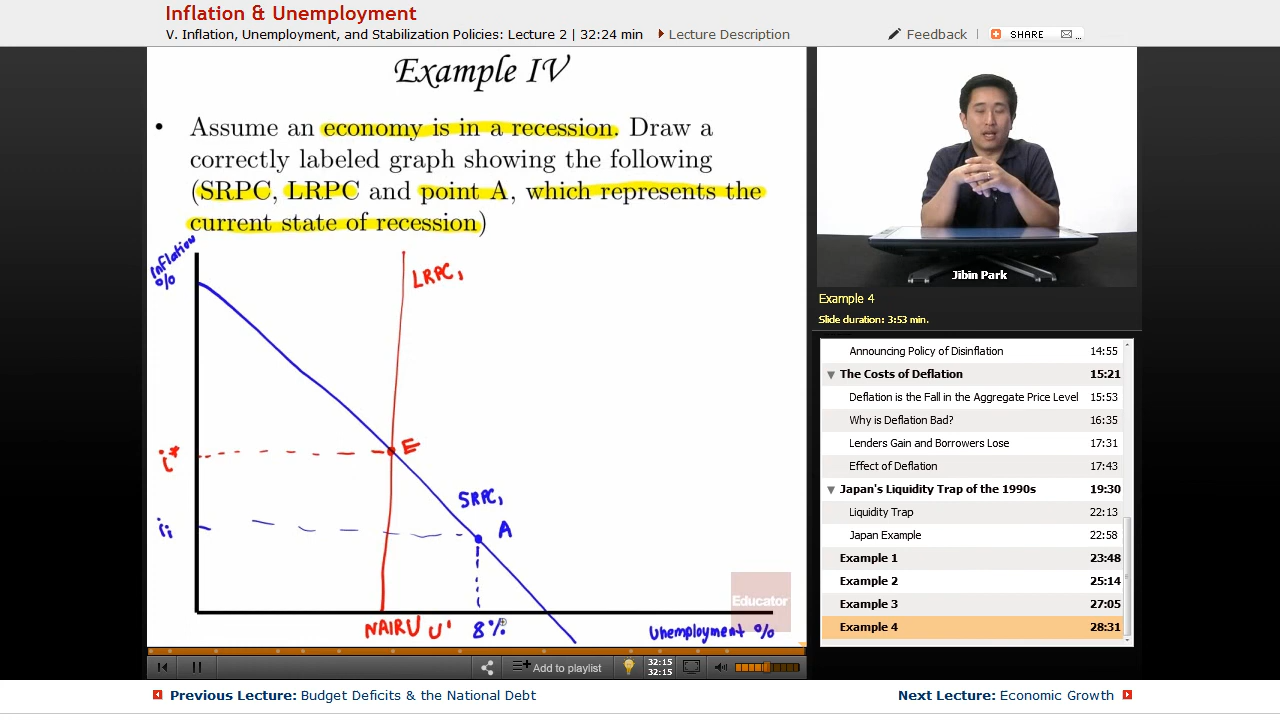 Inflation & Unemployment
V. Inflation, Unemployment, and Stabilization Policies: Lecture 2 | 32:24 min
Lecture Description
Feedback
SHARE
Example IV
• Assume an economy is in a recession. Draw a
correctly labeled graph showing the following
(SRPC, LRPC and point A, which represents the
current state of recession)
Inflation
%
LRPC₁
i*
E
SRPC₁
i₁
A
NAIRU U'
8%
Unemployment %
Educator
Jibin Park
Example 4
Slide duration: 3:53 min.
Announcing Policy of Disinflation 14:55
The Costs of Deflation 15:21
Deflation is the Fall in the Aggregate Price Level 15:53
Why is Deflation Bad? 16:35
Lenders Gain and Borrowers Lose 17:31
Effect of Deflation 17:43
Japan's Liquidity Trap of the 1990s 19:30
Liquidity Trap 22:13
Japan Example 22:58
Example 1 23:48
Example 2 25:14
Example 3 27:05
Example 4 28:31
Add to playlist
32:15
32:15
Previous Lecture: Budget Deficits & the National Debt
Next Lecture: Economic Growth